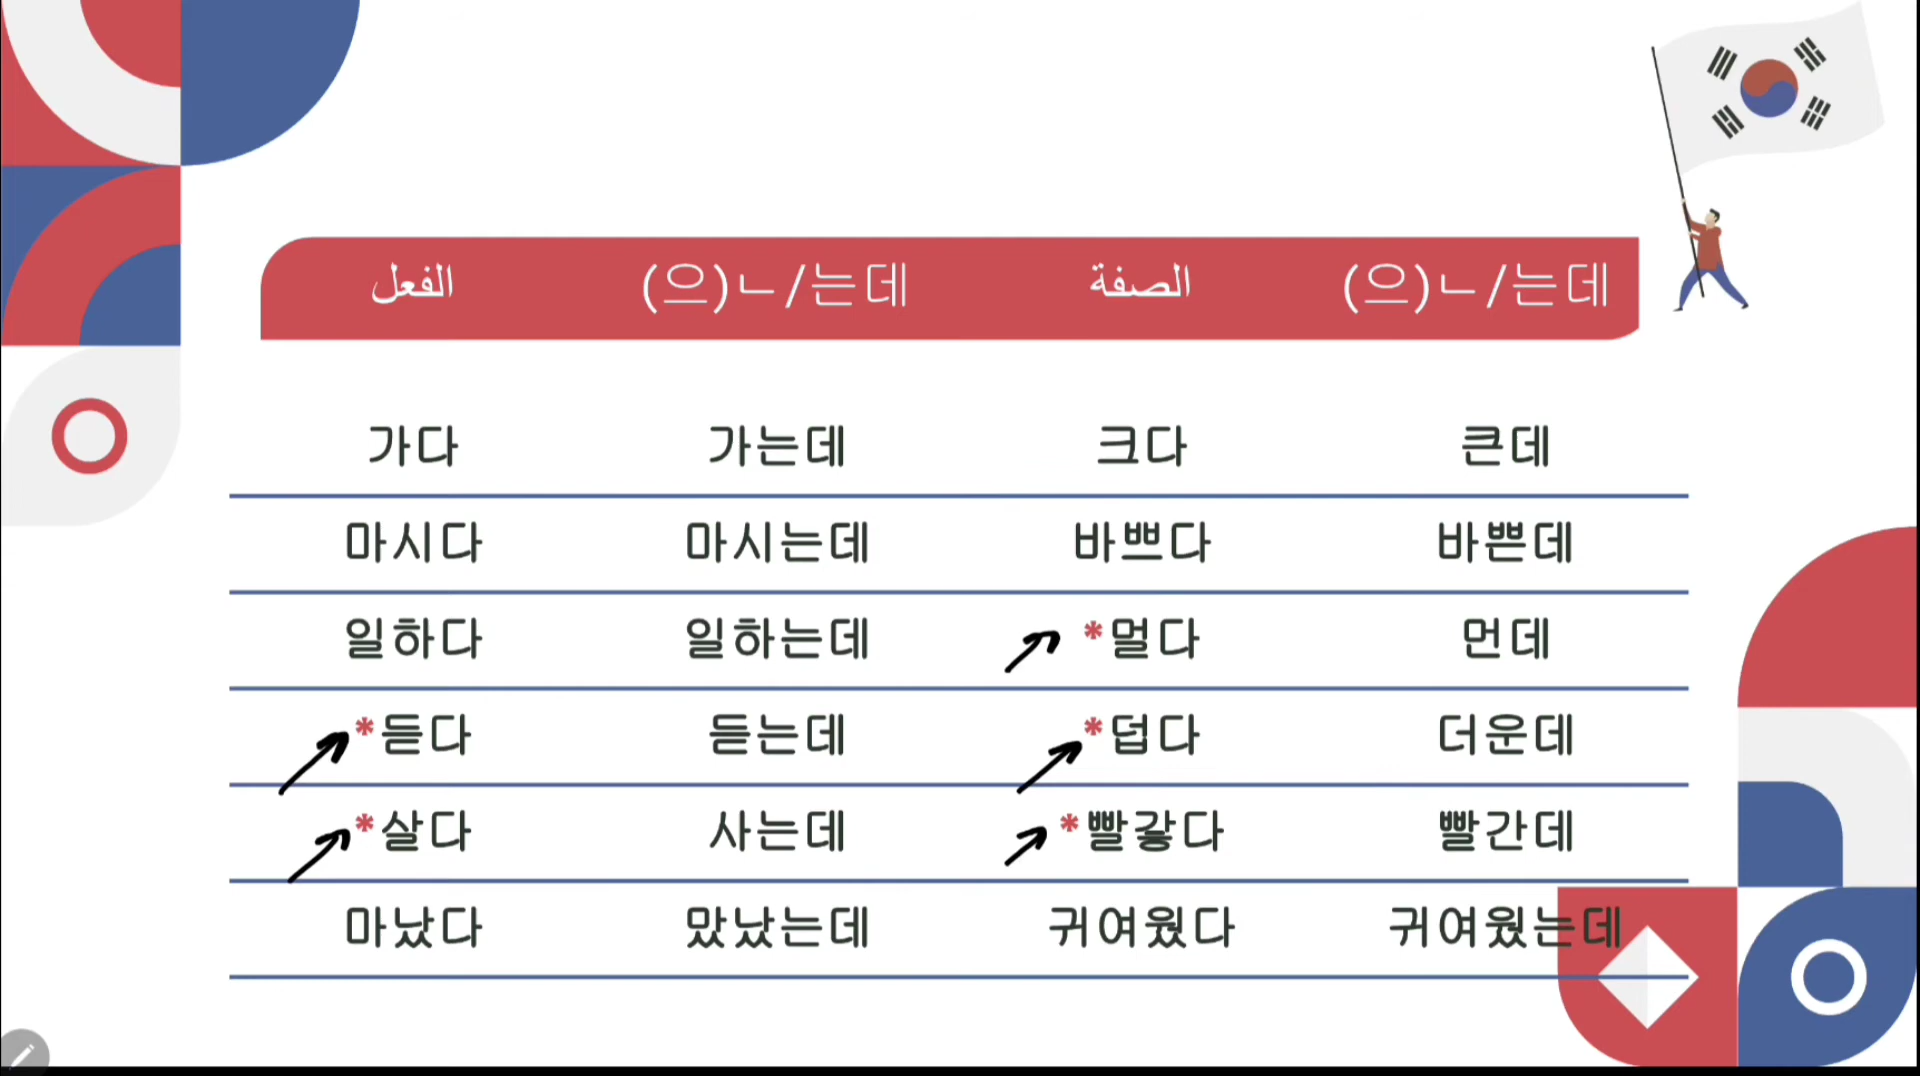 الفعل (으)ㄴ/는데 الصفة (으)ㄴ/는데
가다 가는데 크다 큰데
마시다 마시는데 바쁘다 바쁜데
일하다 일하는데 *멀다 먼데
*듣다 듣는데 *덥다 더운데
*살다 사는데 *빨갛다 빨간데
마났다 맜났는데 귀여웠다 귀여웠는데